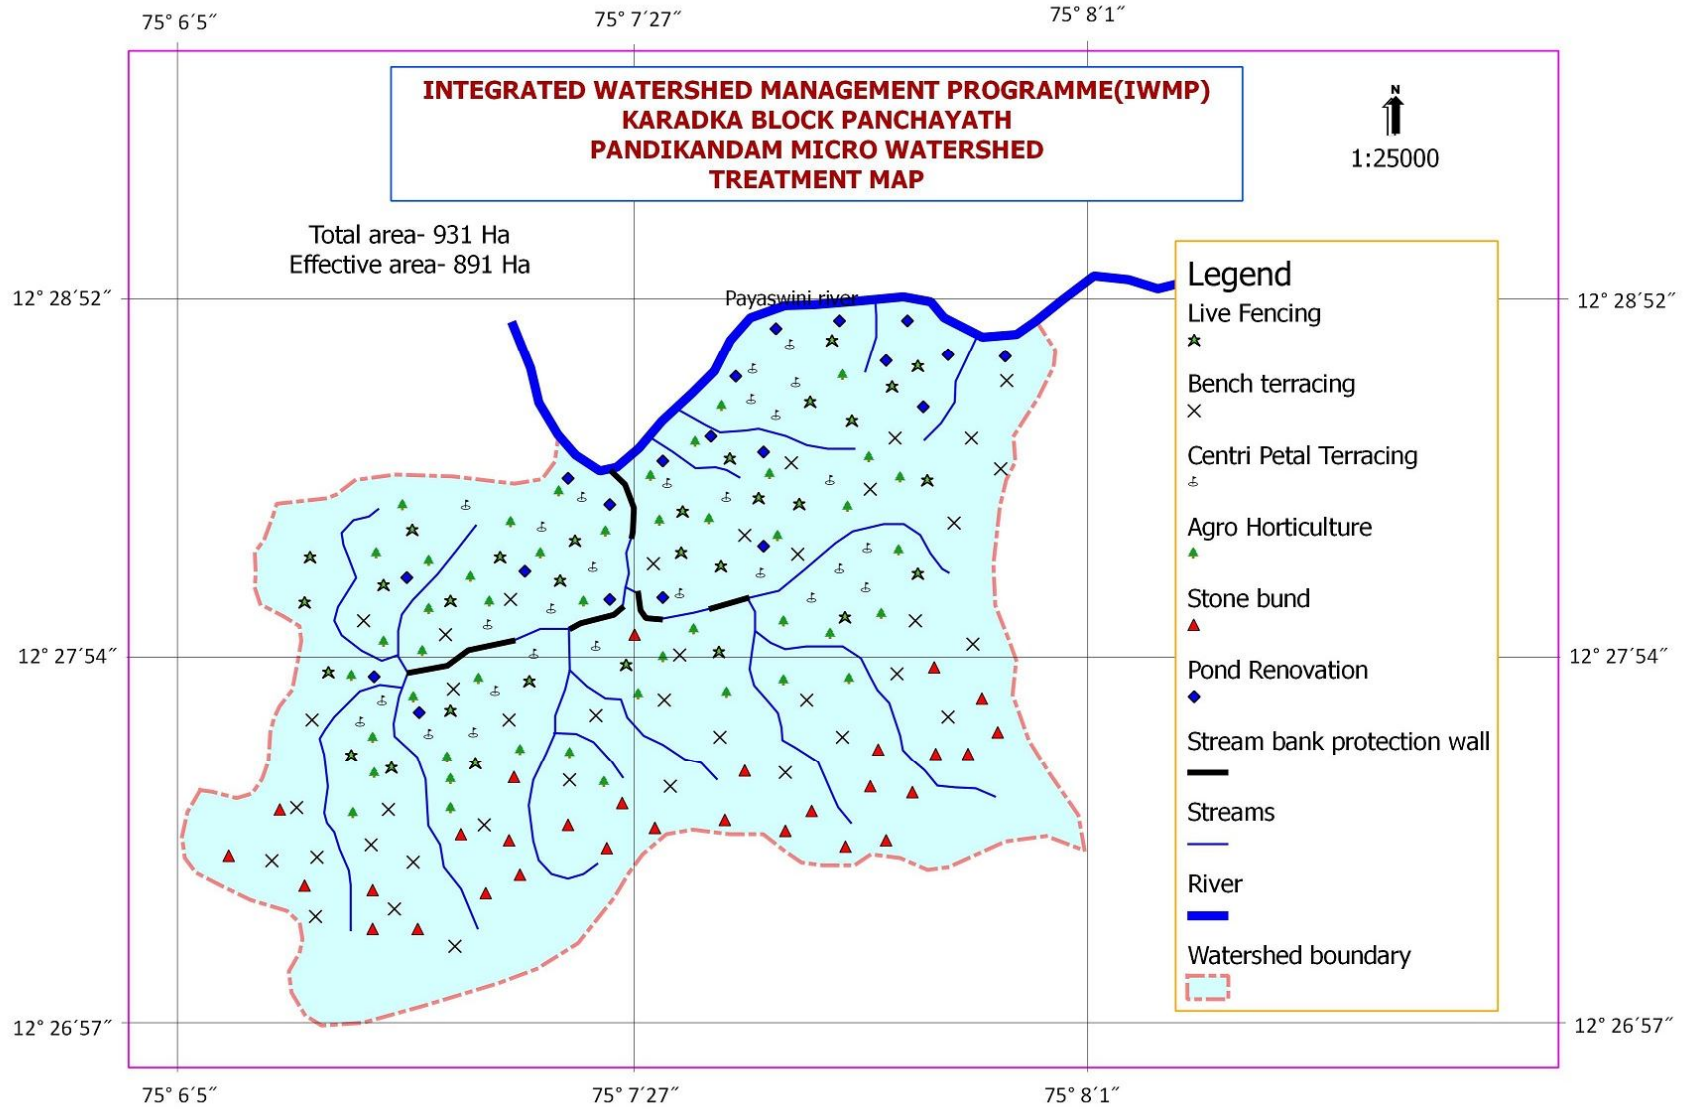 75° 6′5″
75° 7′27″
75° 8′1″
INTEGRATED WATERSHED MANAGEMENT PROGRAMME(IWMP)
KARADKA BLOCK PANCHAYATH
PANDIKANDAM MICRO WATERSHED
TREATMENT MAP
N
1:25000
Total area- 931 Ha
Effective area- 891 Ha
12° 28′52″
Payaswini river
12° 28′52″
Legend
Live Fencing
Bench terracing
Centri Petal Terracing
Agro Horticulture
Stone bund
12° 27′54″
12° 27′54″
Pond Renovation
Stream bank protection wall
Streams
River
Watershed boundary
12° 26′57″
12° 26′57″
75° 6′5″
75° 7′27″
75° 8′1″